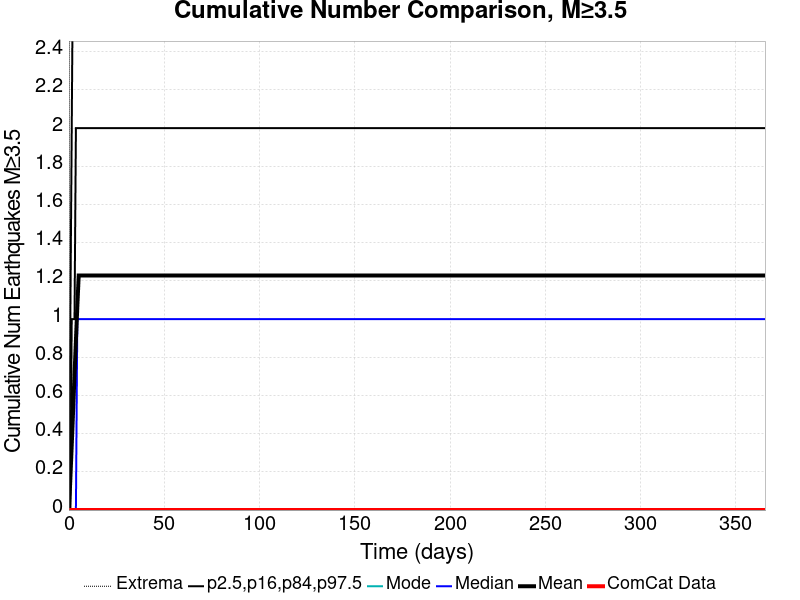 Cumulative Number Comparison, M≥3.5
Cumulative Num Earthquakes M≥3.5
2.4
2.2
2
1.8
1.6
1.4
1.2
1
0.8
0.6
0.4
0.2
0
0 50 100 150 200 250 300 350
Time (days)
Extrema p2.5,p16,p84,p97.5 Mode Median Mean ComCat Data